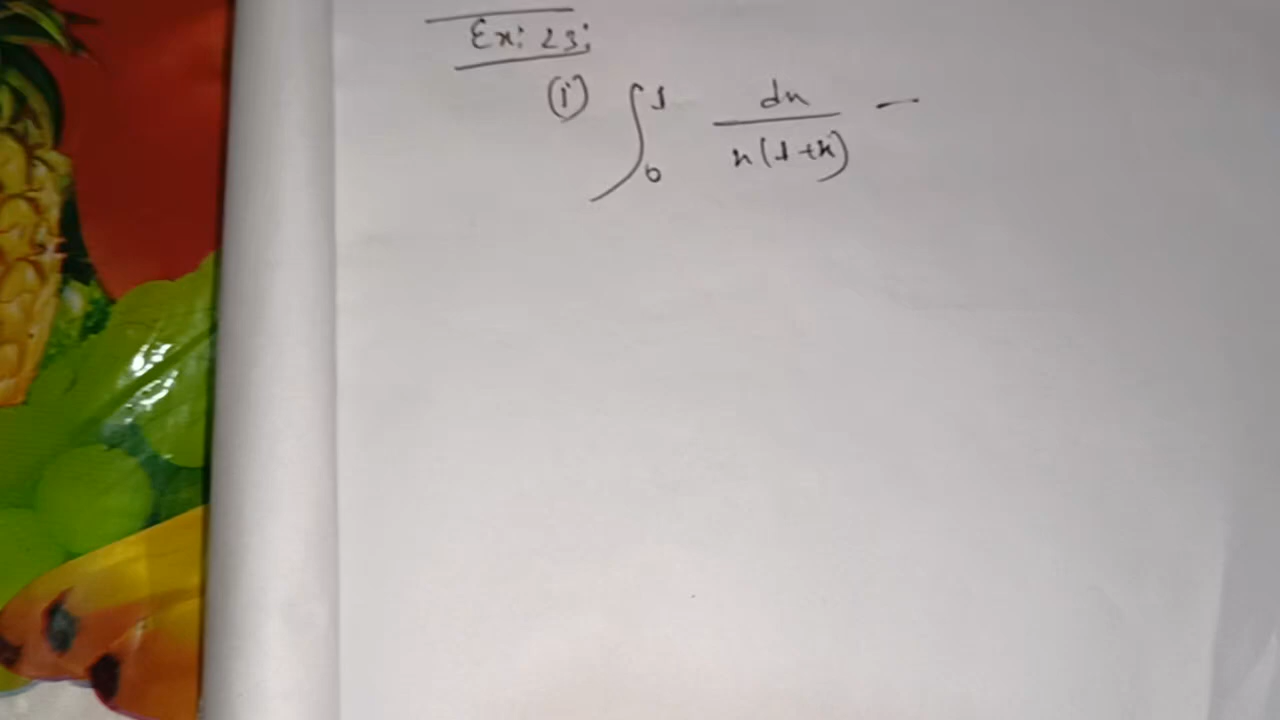 Ex: 23;
(i) ∫₀¹ dx / x(1+x) —